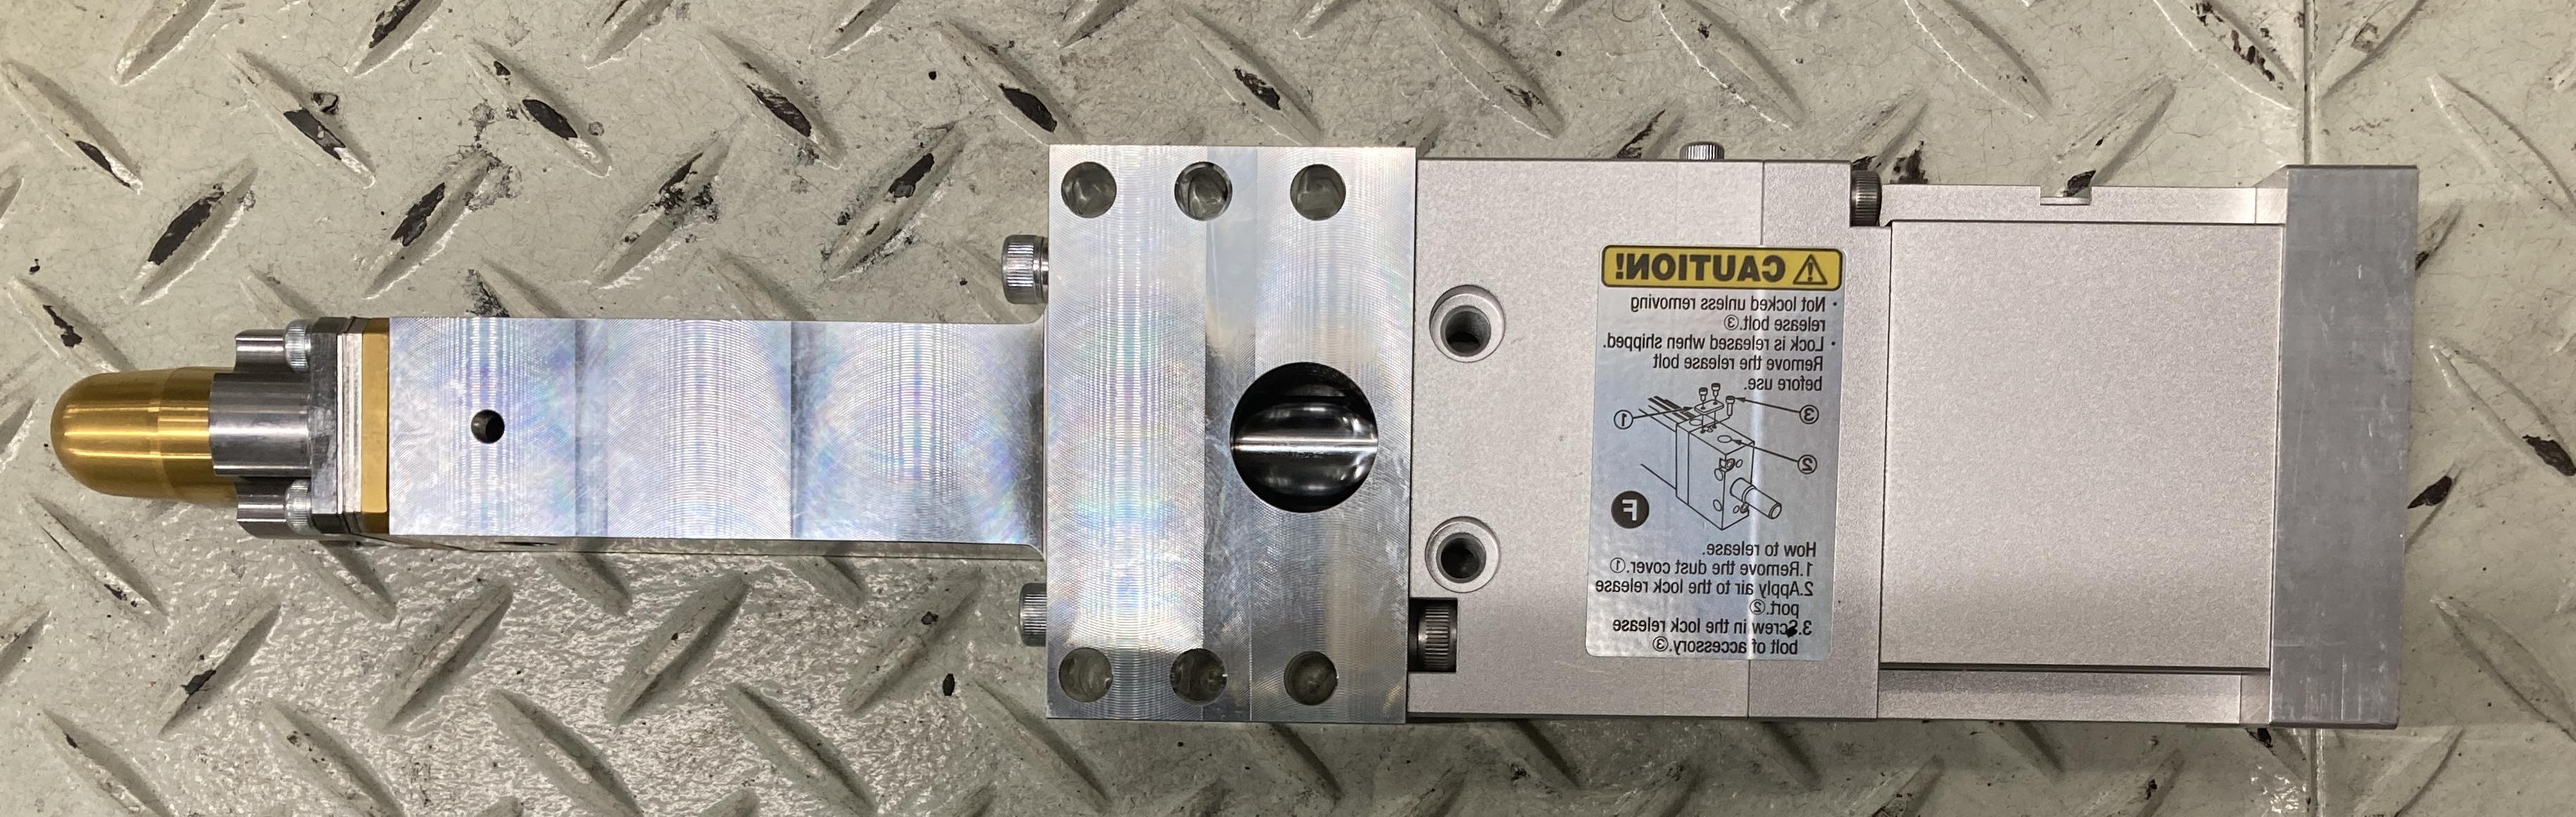 ⚠ CAUTION!
・Not locked unless removing
release bolt③.
・Lock is released when shipped.
Remove the release bolt
before use.
③
①
②
F
How to release.
1.Remove the dust cover.①
2.Apply air to the lock release
port.②
3.Screw in the lock release
bolt of accessory.③